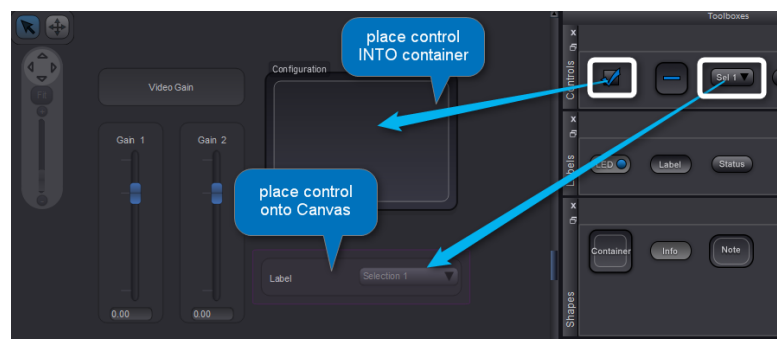 Toolboxes
place control
INTO container
Configuration
Controls
Sel 1
Video Gain
Gain 1
Gain 2
Labels
LED
Label
Status
place control
onto Canvas
Container
Info
Note
Label
Selection 1
Shapes
0.00
0.00